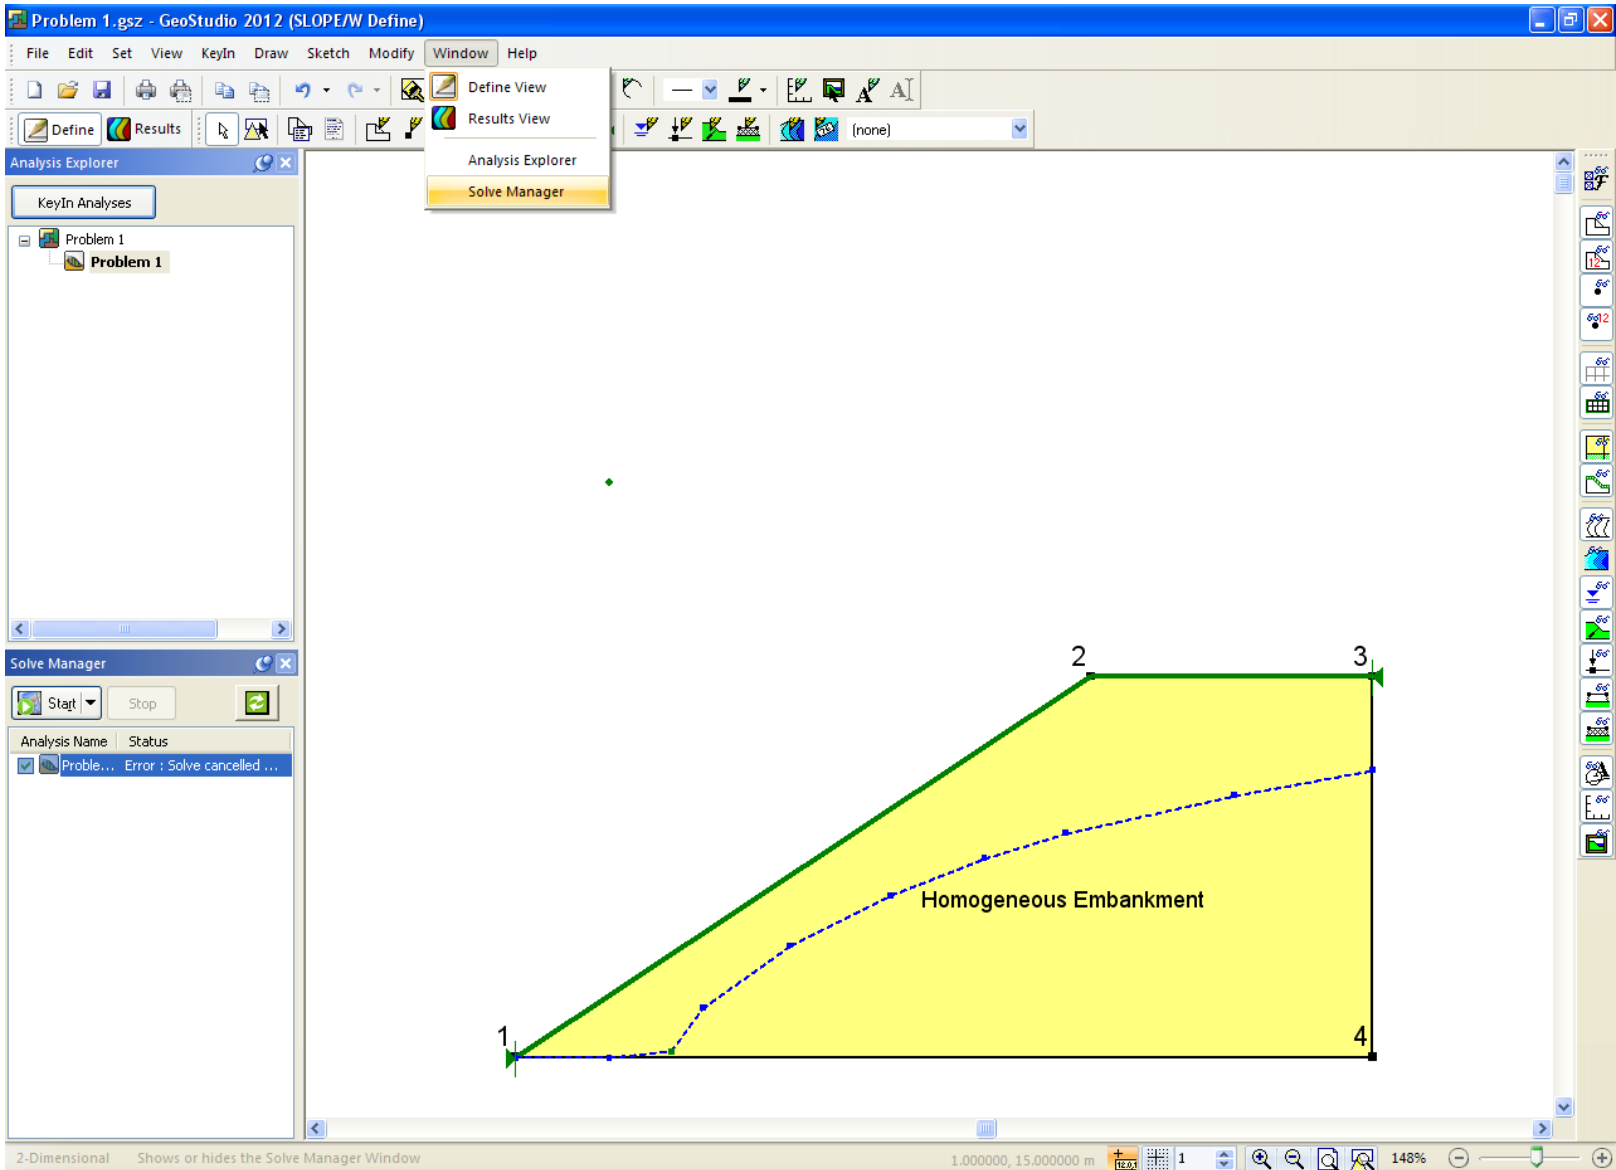 Problem 1.gsz - GeoStudio 2012 (SLOPE/W Define)
File Edit Set View KeyIn Draw Sketch Modify Window Help
Define View
Results View
Analysis Explorer
Solve Manager
Define Results (none)
Analysis Explorer
KeyIn Analyses
Problem 1
Problem 1
Solve Manager
Start Stop
Analysis Name Status
Proble... Error : Solve cancelled ...
2 3
Homogeneous Embankment
1 4
2-Dimensional Shows or hides the Solve Manager Window 1.000000, 15.000000 m 1 148%